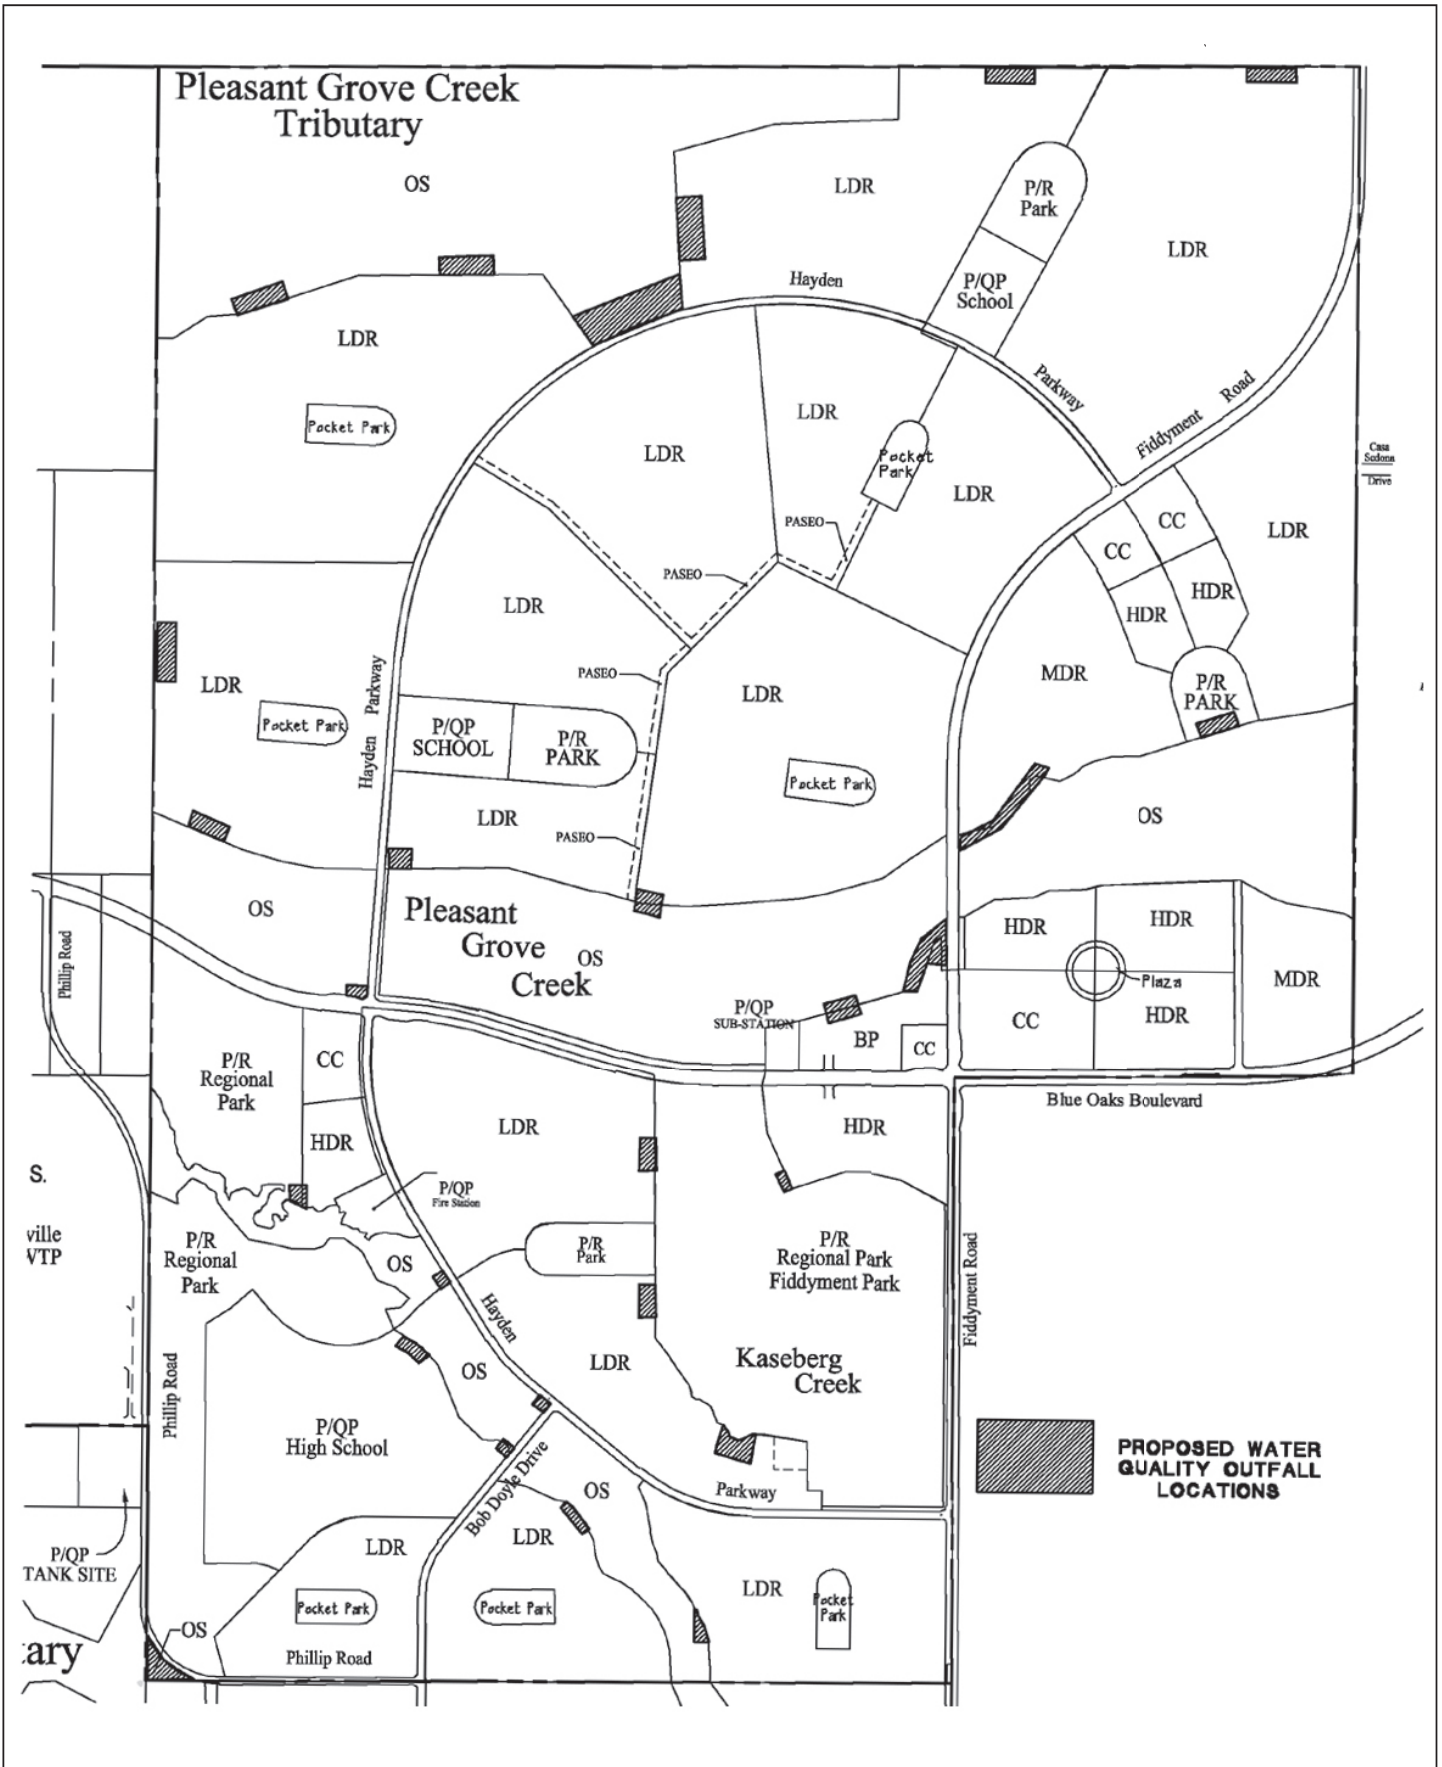 Pleasant Grove Creek
Tributary
OS
LDR
P/R
Park
LDR
P/QP
School
Hayden
LDR
Parkway
Fiddyment Road
LDR
Pocket Park
LDR
Pocket
Park
LDR
PASEO
Casa
Sedona
Drive
CC
CC
LDR
HDR
HDR
PASEO
LDR
PASEO
LDR
MDR
P/R
PARK
LDR
Pocket Park
Hayden Parkway
P/QP
SCHOOL
P/R
PARK
Pocket Park
LDR
PASEO
OS
OS
Pleasant
Grove
Creek
OS
HDR
HDR
Plaza
MDR
CC
HDR
Phillip Road
P/QP
SUB-STATION
BP
CC
P/R
Regional
Park
CC
HDR
LDR
HDR
Blue Oaks Boulevard
S.
ville
VTP
P/QP
Fire Station
P/R
Regional
Park
OS
P/R
Park
P/R
Regional Park
Fiddyment Park
Fiddyment Road
Hayden
LDR
Kaseberg
Creek
OS
Phillip Road
P/QP
High School
Bob Doyle Drive
OS
Parkway
PROPOSED WATER
QUALITY OUTFALL
LOCATIONS
P/QP
TANK SITE
LDR
LDR
LDR
Pocket Park
Pocket Park
Pocket
Park
OS
Phillip Road
ary